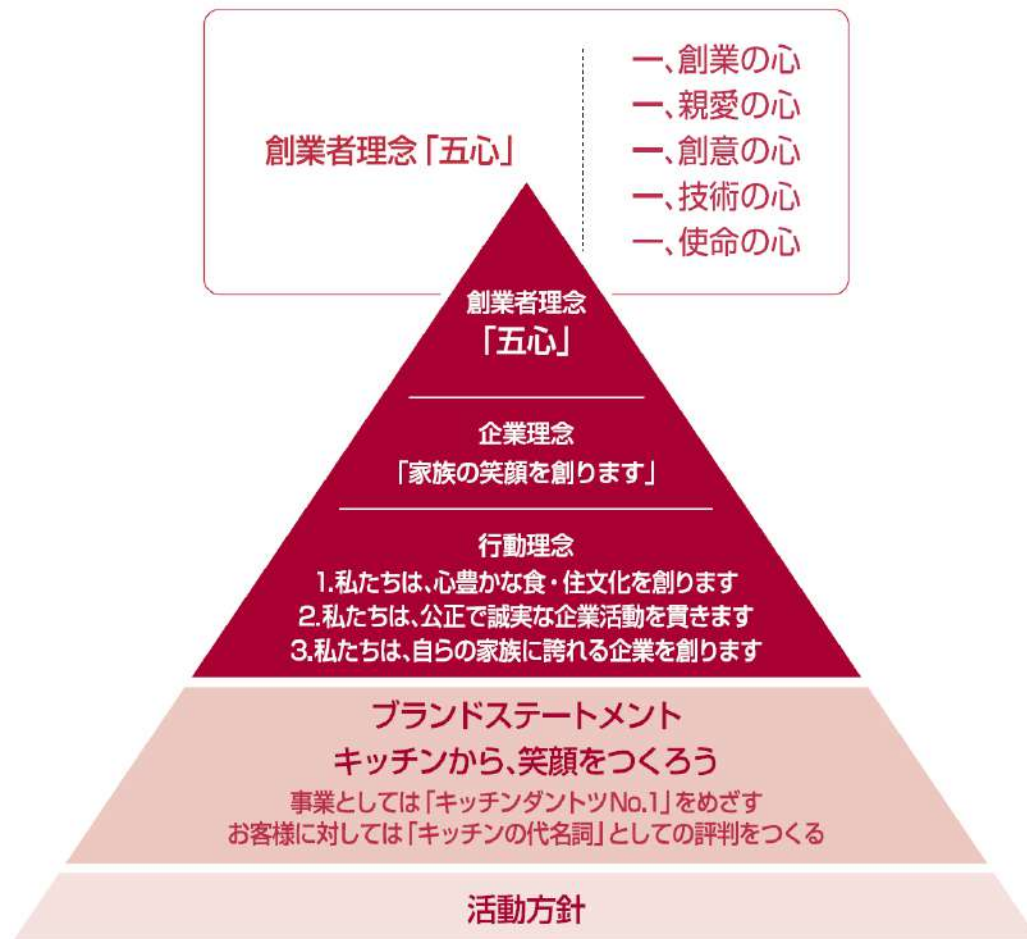 創業者理念「五心」
一、創業の心
一、親愛の心
一、創意の心
一、技術の心
一、使命の心
創業者理念
「五心」
企業理念
「家族の笑顔を創ります」
行動理念
1.私たちは、心豊かな食・住文化を創ります
2.私たちは、公正で誠実な企業活動を貫きます
3.私たちは、自らの家族に誇れる企業を創ります
ブランドステートメント
キッチンから、笑顔をつくろう
事業としては「キッチンダントツNo.1」をめざす
お客様に対しては「キッチンの代名詞」としての評判をつくる
活動方針